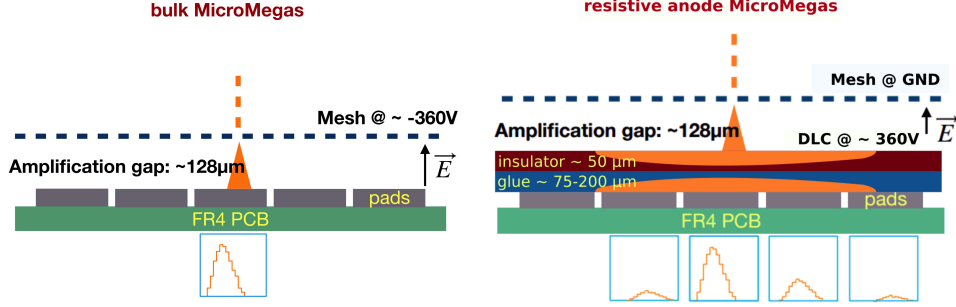 bulk MicroMegas
Mesh @ ~ -360V
Amplification gap: ~128μm
E
pads
FR4 PCB
resistive anode MicroMegas
Mesh @ GND
Amplification gap: ~128μm
E
DLC @ ~ 360V
insulator ~ 50 μm
glue ~ 75-200 μm
pads
FR4 PCB